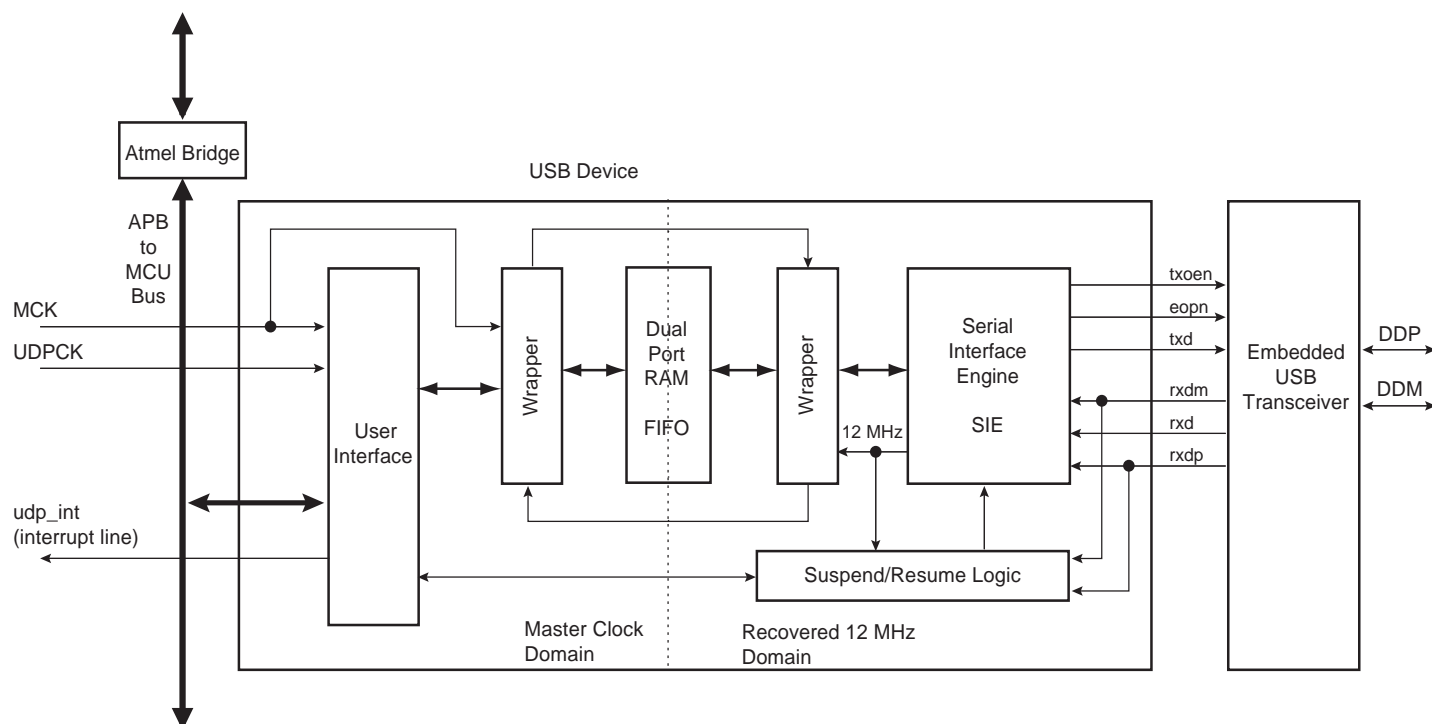 Atmel Bridge
USB Device
APB
to
MCU
Bus
MCK
UDPCK
udp_int
(interrupt line)
User
Interface
Wrapper
Dual
Port
RAM
FIFO
Wrapper
12 MHz
Serial
Interface
Engine
SIE
Suspend/Resume Logic
Master Clock
Domain
Recovered 12 MHz
Domain
txoen
eopn
txd
rxdm
rxd
rxdp
Embedded
USB
Transceiver
DDP
DDM